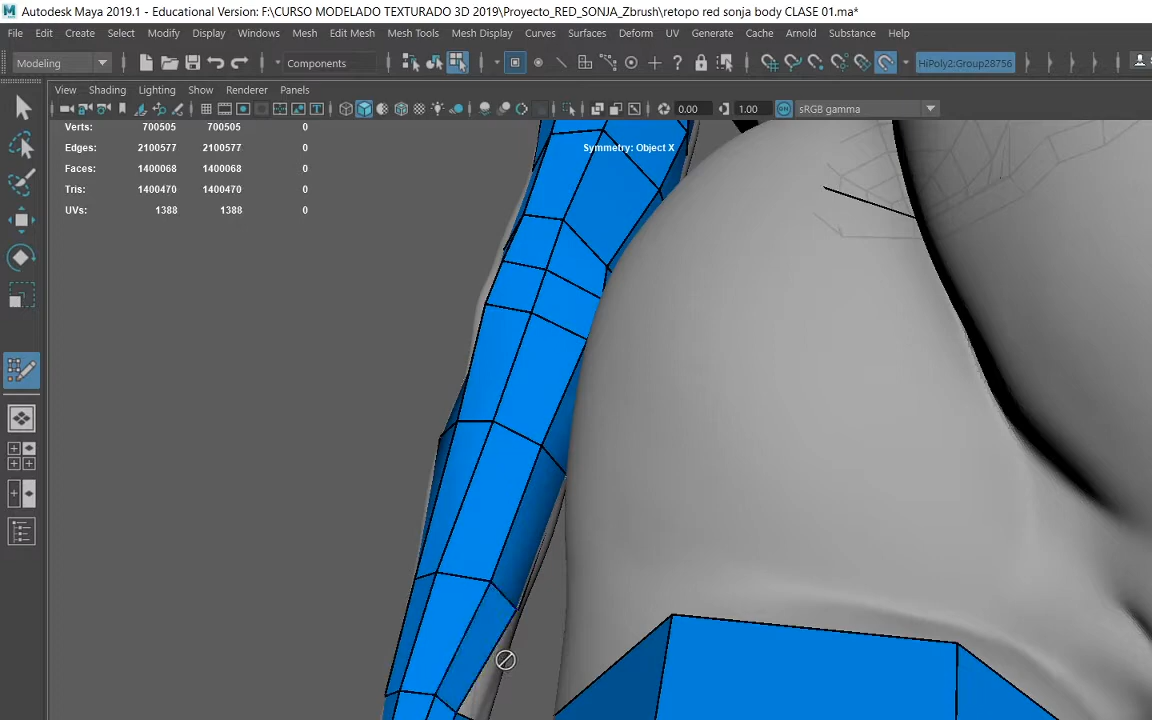 Autodesk Maya 2019.1 - Educational Version: F:\CURSO MODELADO TEXTURADO 3D 2019\Proyecto_RED_SONJA_Zbrush\retopo red sonja body CLASE 01.ma*
File Edit Create Select Modify Display Windows Mesh Edit Mesh Mesh Tools Mesh Display Curves Surfaces Deform UV Generate Cache Arnold Substance Help
Modeling Components HiPoly2:Group28756
View Shading Lighting Show Renderer Panels
0.00 1.00 ON sRGB gamma
Verts: 700505 700505 0
Edges: 2100577 2100577 0
Faces: 1400068 1400068 0
Tris: 1400470 1400470 0
UVs: 1388 1388 0
Symmetry: Object X